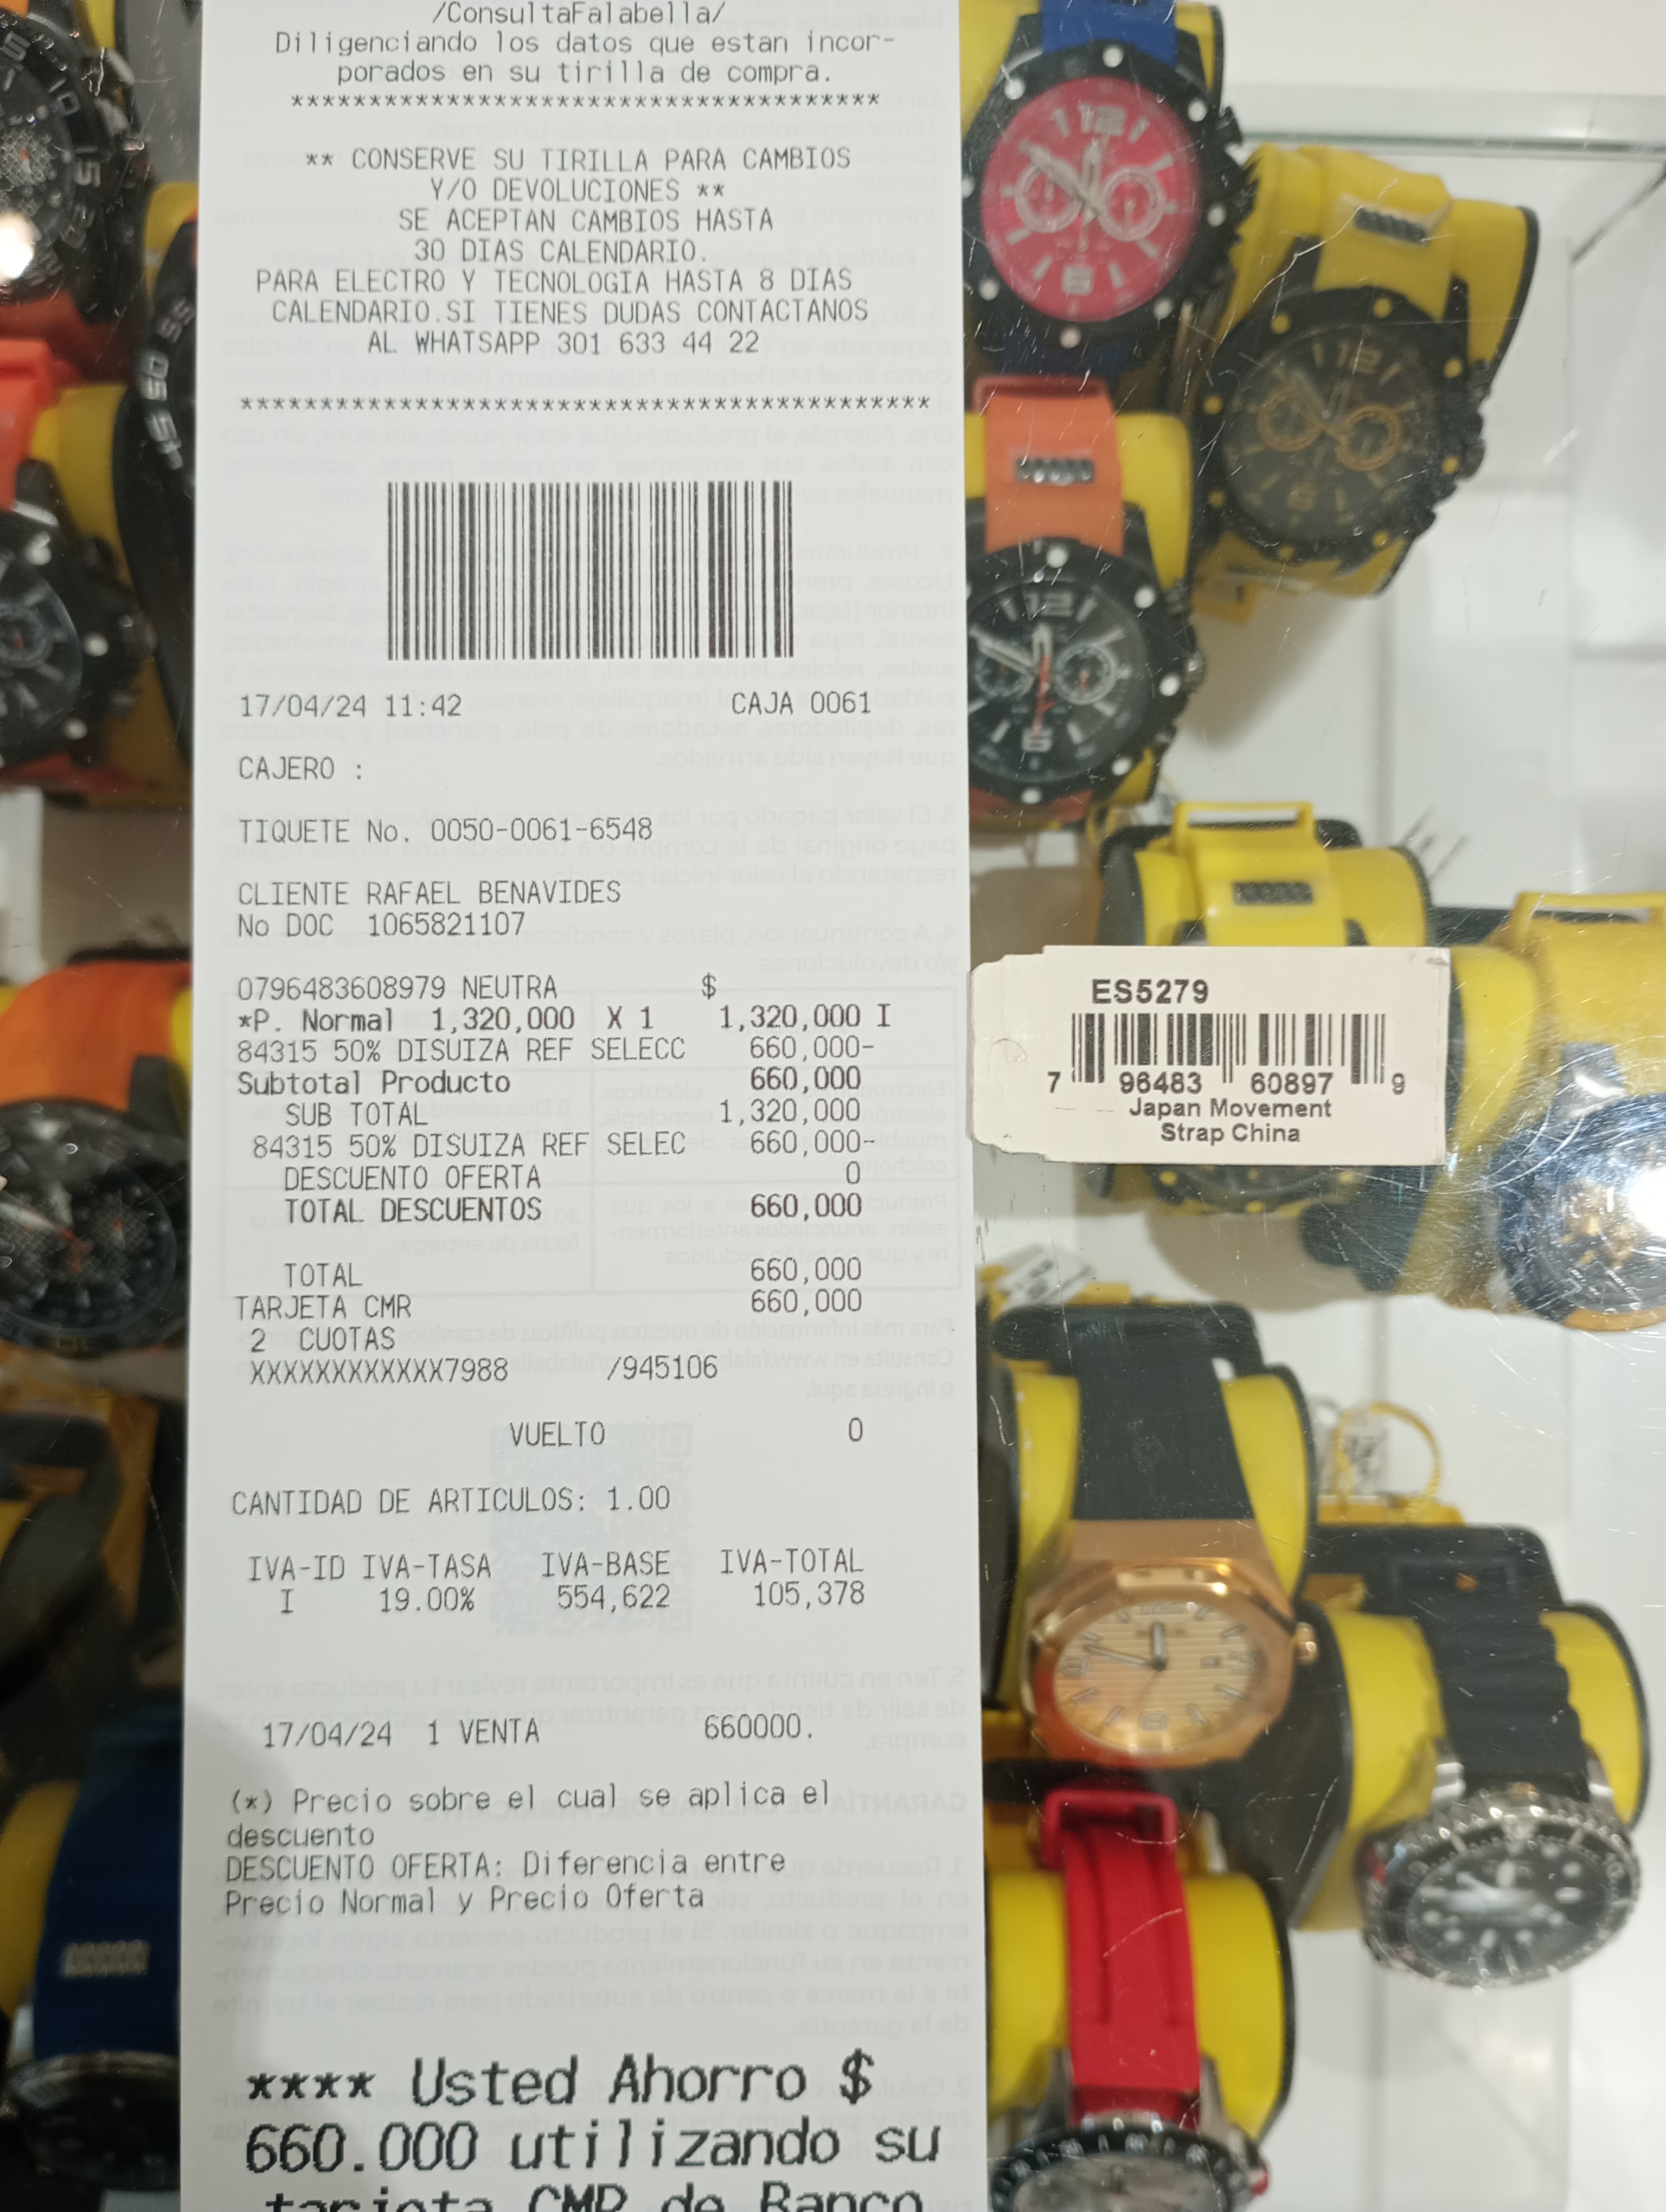 /ConsultaFalabella/
Diligenciando los datos que estan incor-
porados en su tirilla de compra.
**************************************
** CONSERVE SU TIRILLA PARA CAMBIOS
Y/O DEVOLUCIONES **
SE ACEPTAN CAMBIOS HASTA
30 DIAS CALENDARIO.
PARA ELECTRO Y TECNOLOGIA HASTA 8 DIAS
CALENDARIO.SI TIENES DUDAS CONTACTANOS
AL WHATSAPP 301 633 44 22
********************************************
17/04/24 11:42 CAJA 0061
CAJERO :
TIQUETE No. 0050-0061-6548
CLIENTE RAFAEL BENAVIDES
No DOC 1065821107
0796483608979 NEUTRA $
*P. Normal 1,320,000 X 1 1,320,000 I
84315 50% DISUIZA REF SELECC 660,000-
Subtotal Producto 660,000
SUB TOTAL 1,320,000
84315 50% DISUIZA REF SELEC 660,000-
DESCUENTO OFERTA 0
TOTAL DESCUENTOS 660,000
TOTAL 660,000
TARJETA CMR 660,000
2 CUOTAS
XXXXXXXXXXXX7988 /945106
VUELTO 0
CANTIDAD DE ARTICULOS: 1.00
IVA-ID IVA-TASA IVA-BASE IVA-TOTAL
I 19.00% 554,622 105,378
17/04/24 1 VENTA 660000.
(*) Precio sobre el cual se aplica el
descuento
DESCUENTO OFERTA: Diferencia entre
Precio Normal y Precio Oferta
**** Usted Ahorro $
660.000 utilizando su
tarjeta CMR de Banco
ES5279
7 96483 60897 9
Japan Movement
Strap China